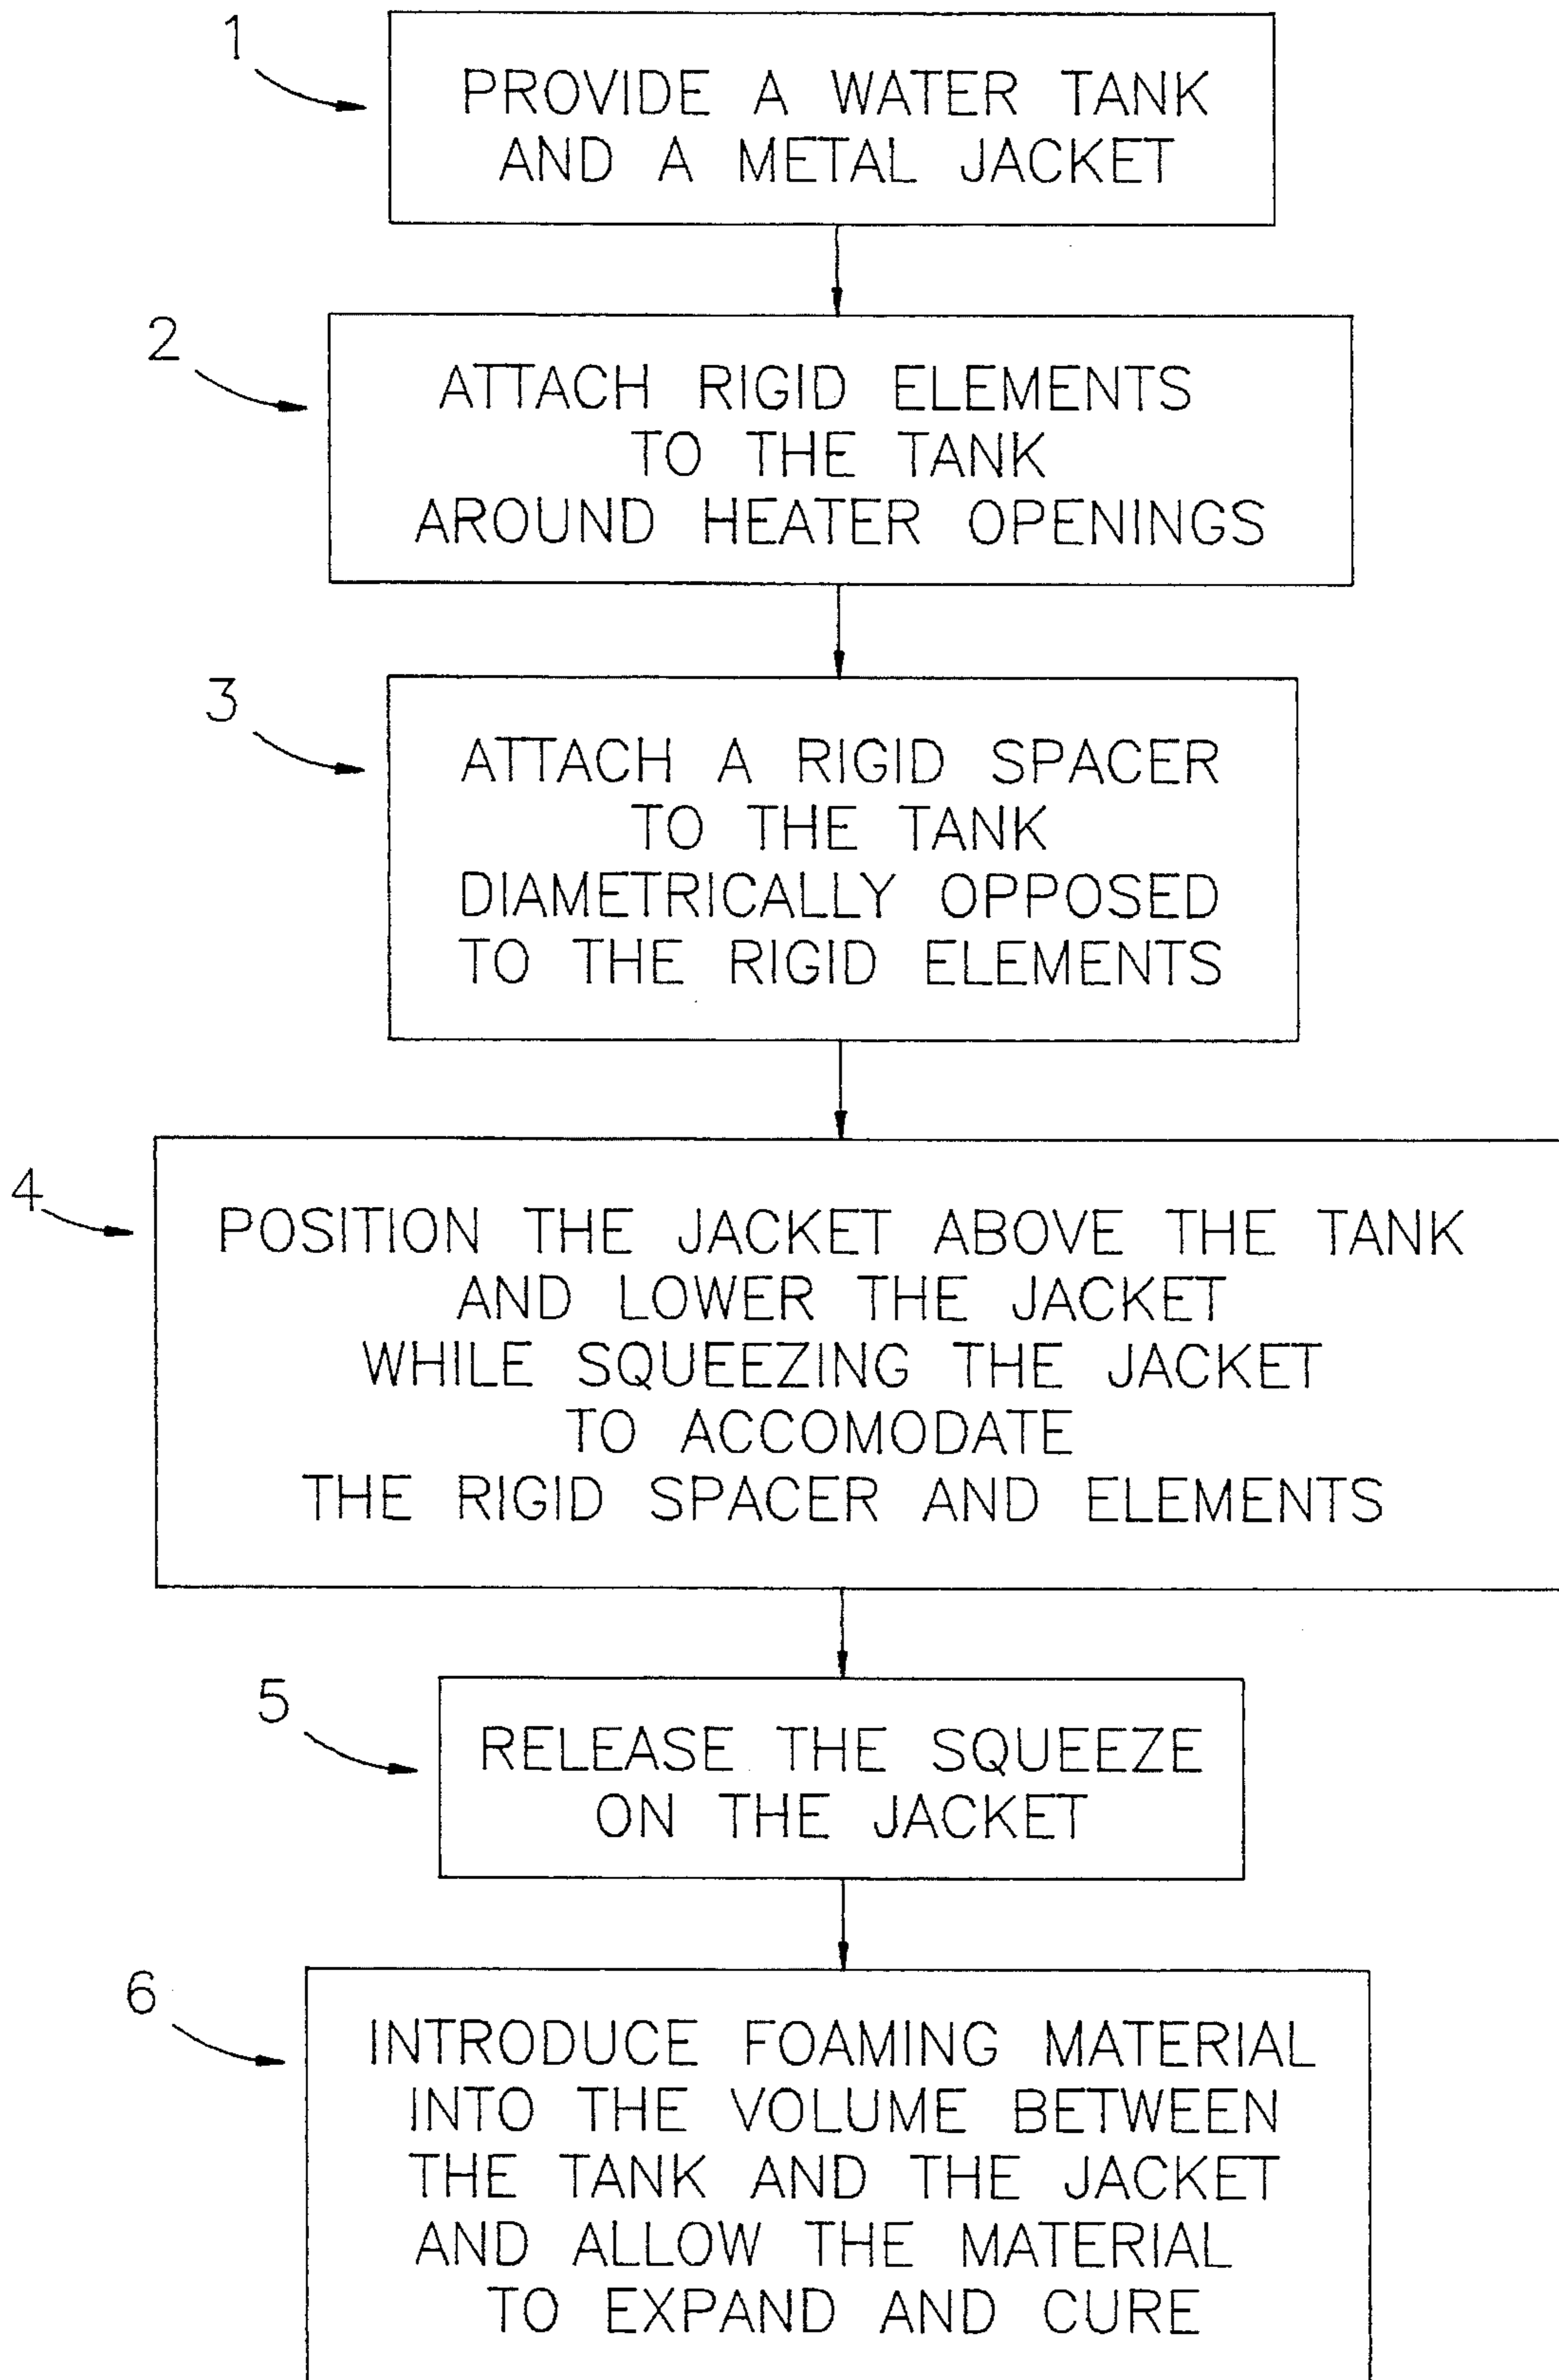 1
PROVIDE A WATER TANK
AND A METAL JACKET
2
ATTACH RIGID ELEMENTS
TO THE TANK
AROUND HEATER OPENINGS
3
ATTACH A RIGID SPACER
TO THE TANK
DIAMETRICALLY OPPOSED
TO THE RIGID ELEMENTS
4
POSITION THE JACKET ABOVE THE TANK
AND LOWER THE JACKET
WHILE SQUEEZING THE JACKET
TO ACCOMODATE
THE RIGID SPACER AND ELEMENTS
5
RELEASE THE SQUEEZE
ON THE JACKET
6
INTRODUCE FOAMING MATERIAL
INTO THE VOLUME BETWEEN
THE TANK AND THE JACKET
AND ALLOW THE MATERIAL
TO EXPAND AND CURE